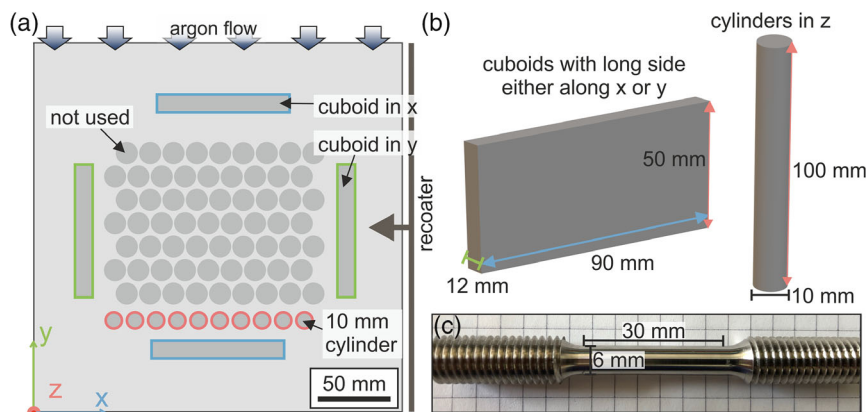 (a)
argon flow
cuboid in x
not used
cuboid in y
recoater
10 mm
cylinder
50 mm
y
z
x
(b)
cuboids with long side
either along x or y
50 mm
90 mm
12 mm
cylinders in z
100 mm
10 mm
(c)
30 mm
6 mm